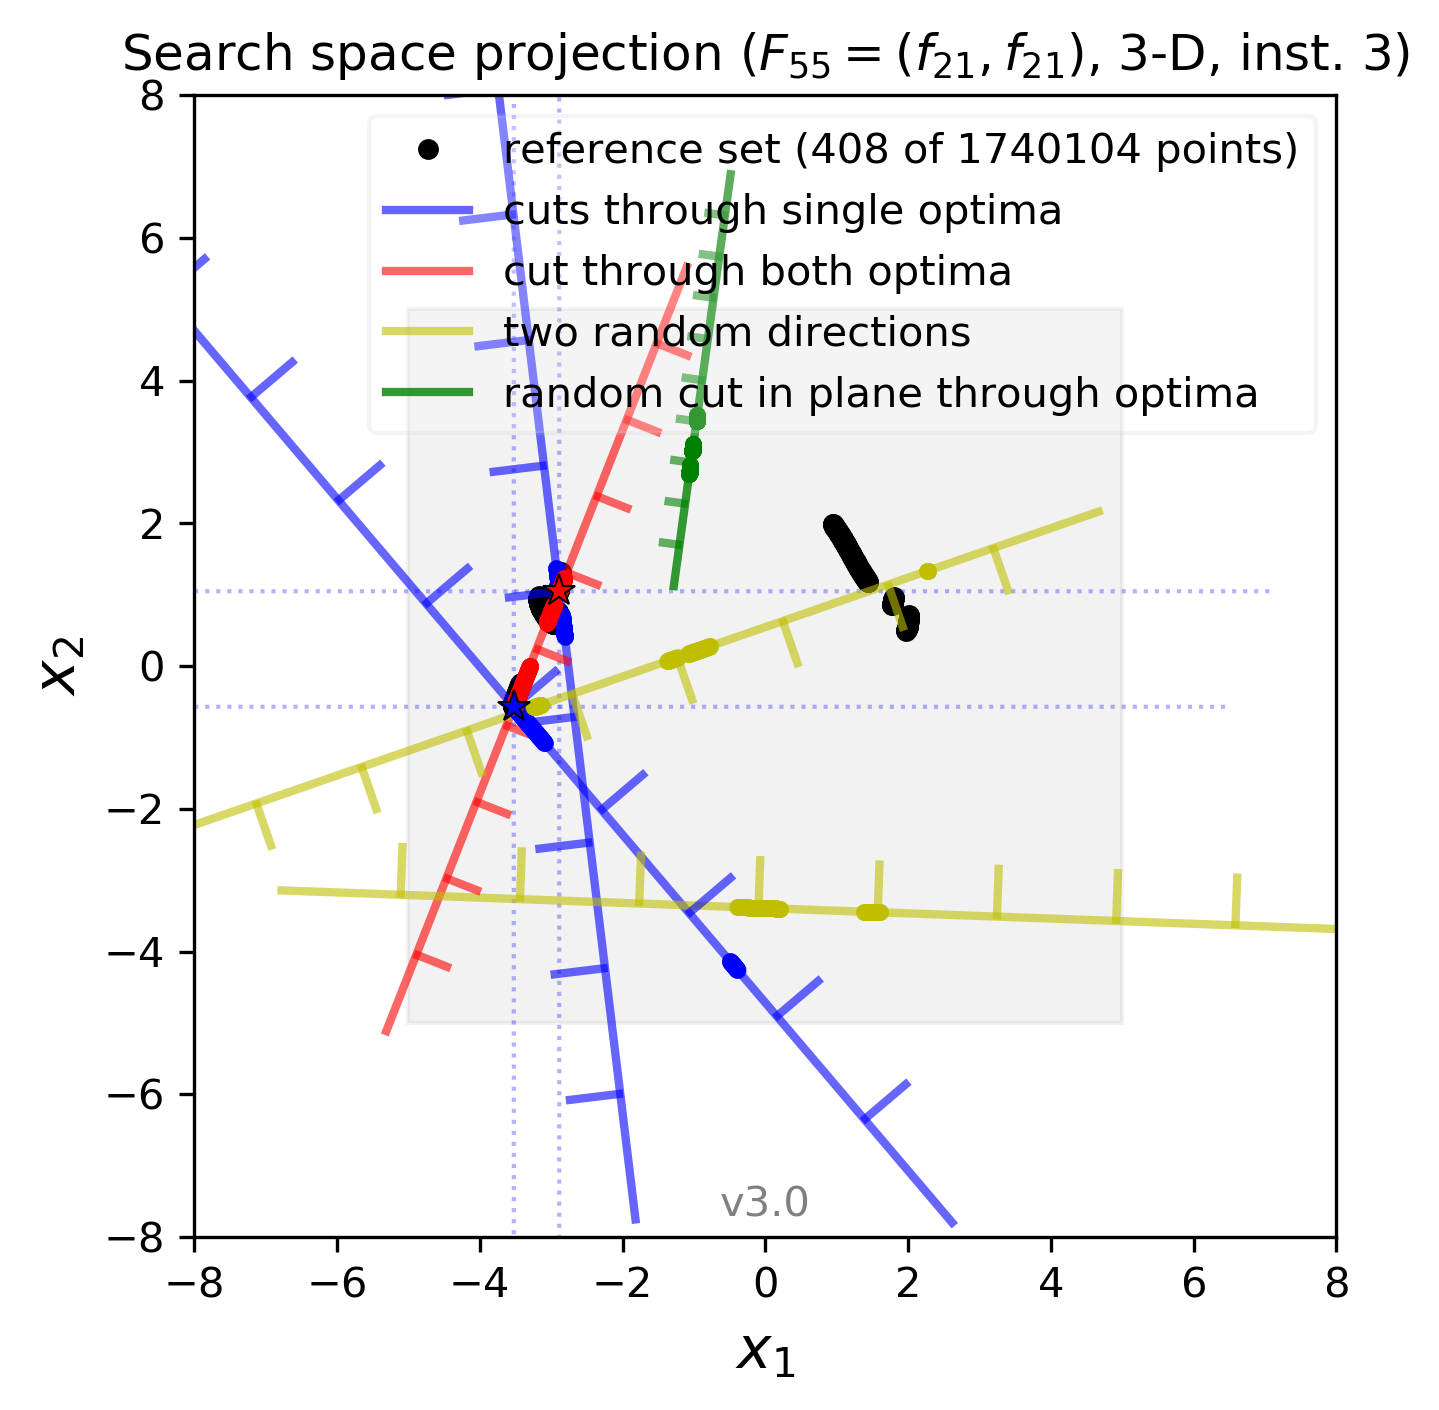 Search space projection (F55 = (f21, f21), 3-D, inst. 3)
reference set (408 of 1740104 points)
cuts through single optima
cut through both optima
two random directions
random cut in plane through optima
8
6
4
2
0
−2
−4
−6
−8
x2
v3.0
−8 −6 −4 −2 0 2 4 6 8
x1